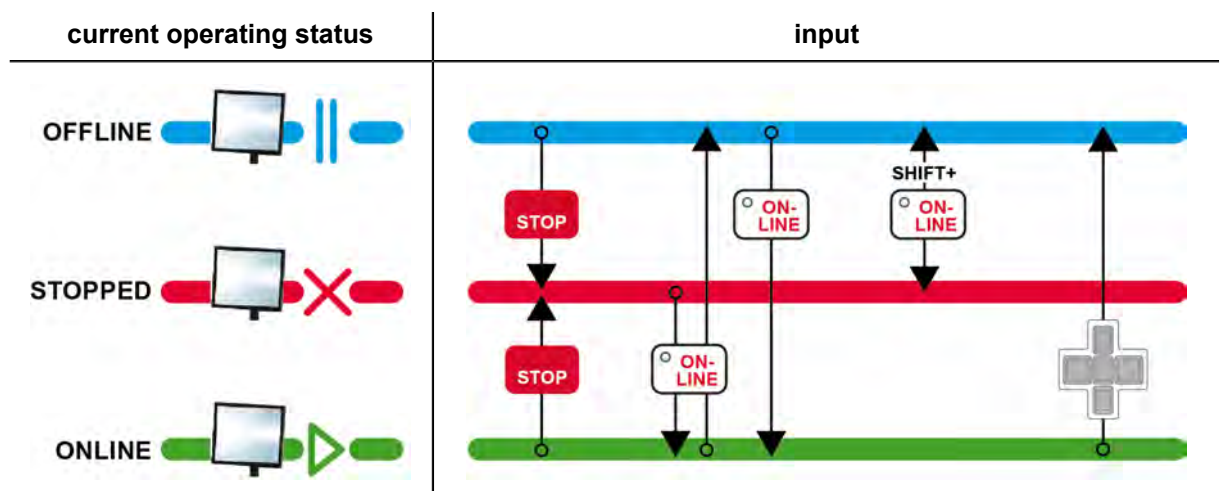 current operating status
input
OFFLINE
SHIFT+
STOP
ON-
LINE
ON-
LINE
STOPPED
STOP
ON-
LINE
ONLINE